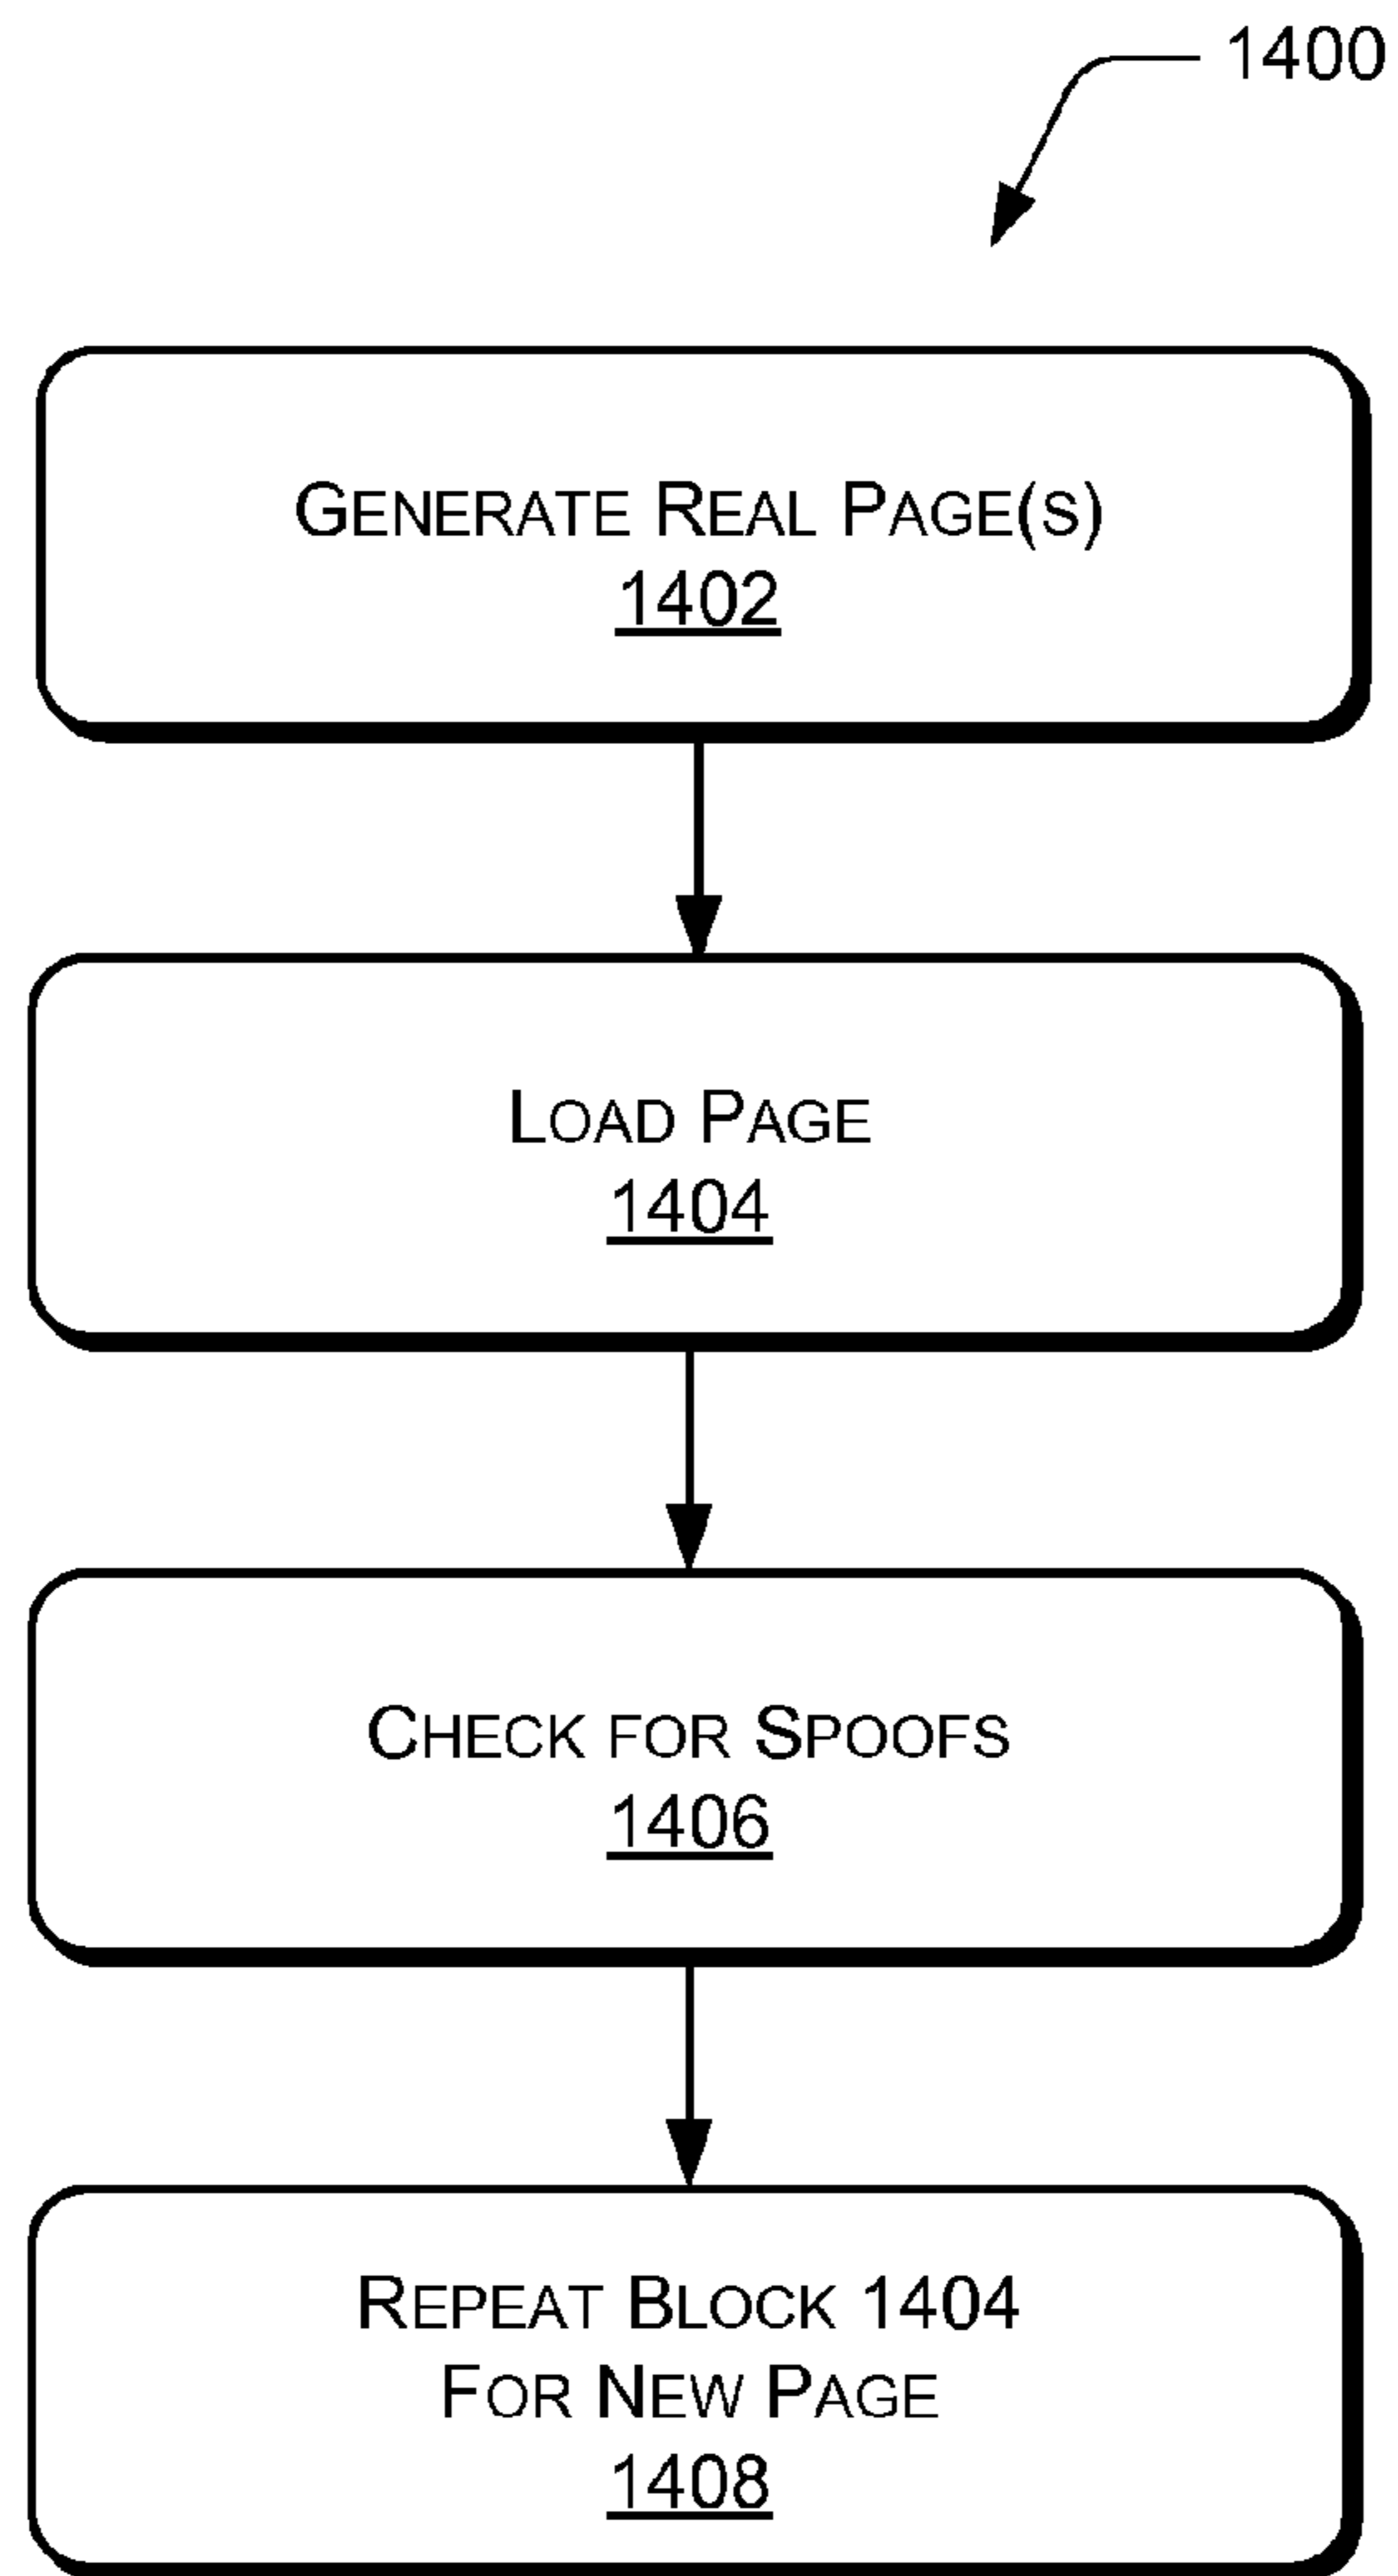 1400
GENERATE REAL PAGE(S)
1402
LOAD PAGE
1404
CHECK FOR SPOOFS
1406
REPEAT BLOCK 1404
FOR NEW PAGE
1408